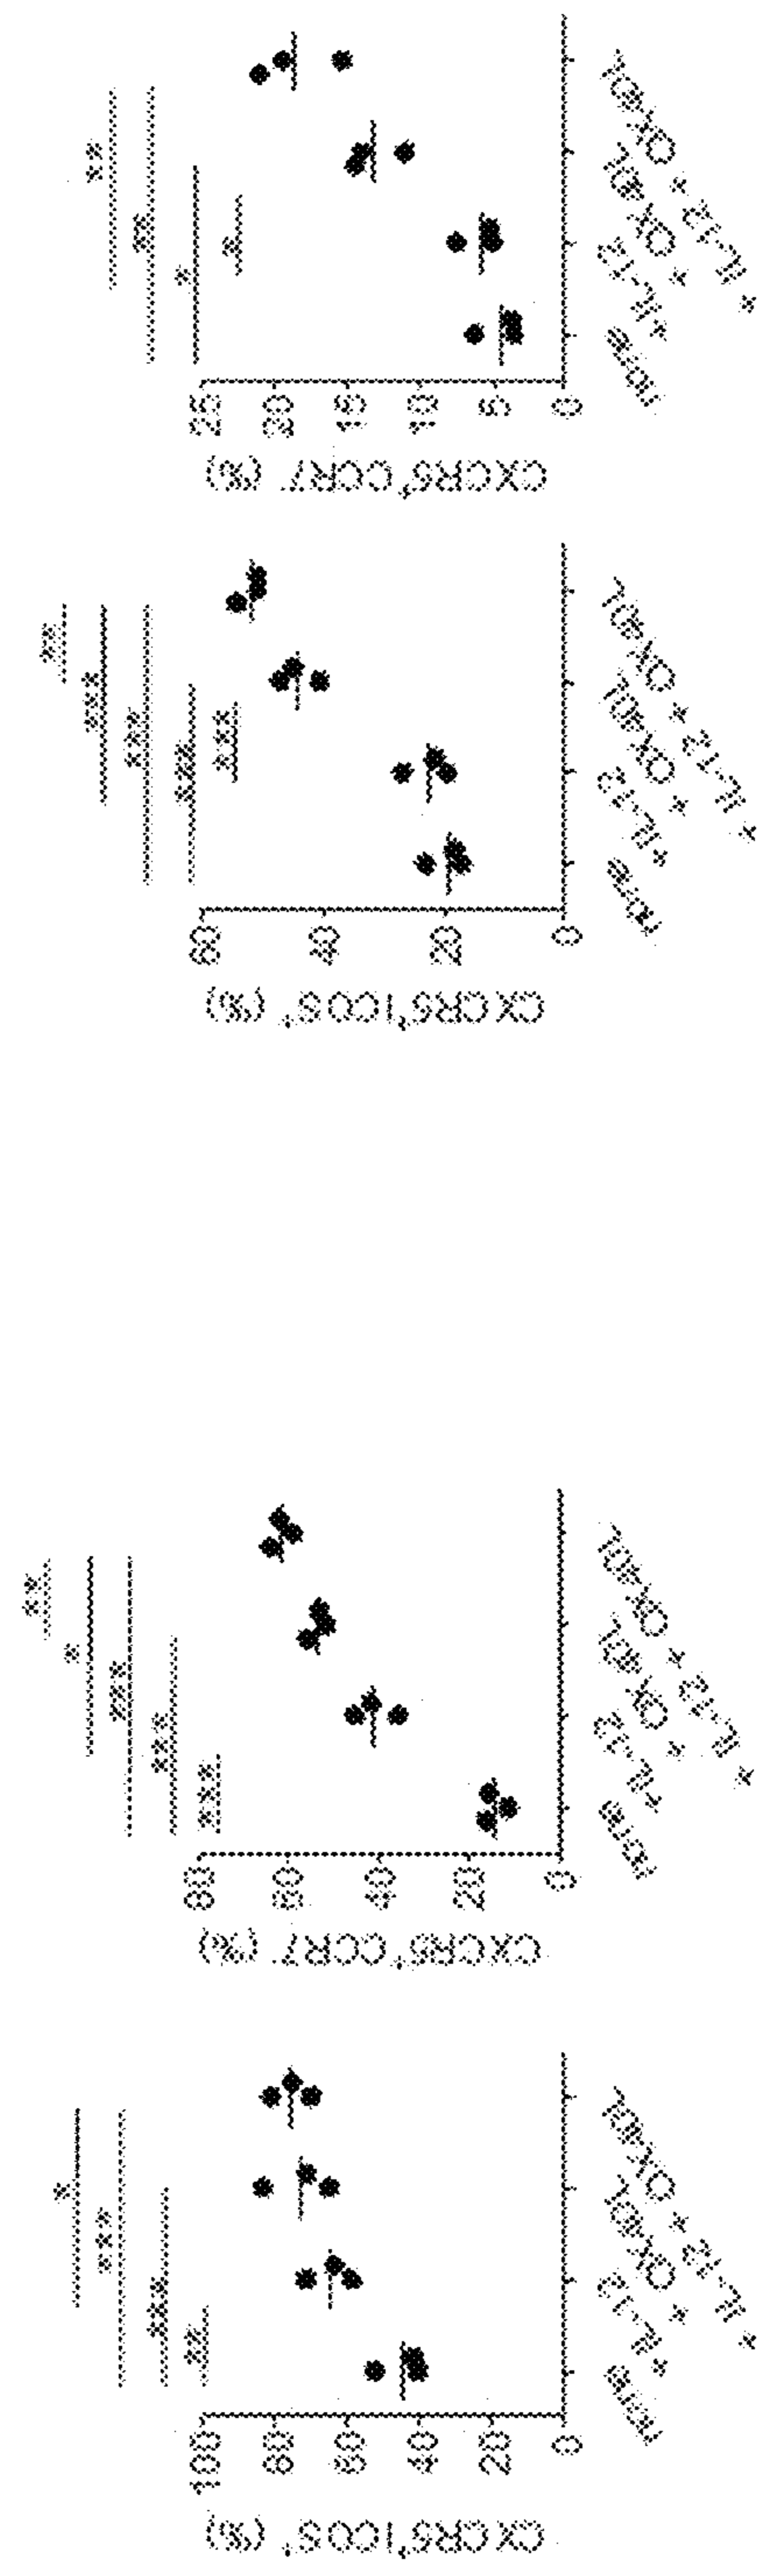 CXCR5⁺ICOS⁺ (%)
*
***
***
**
100
80
60
40
20
0
none
+ IL-12
+ OX40L
+ IL-12 + OX40L
CXCR5⁺CCR7 (%)
**
*
***
***
***
80
60
40
20
0
none
+ IL-12
+ OX40L
+ IL-12 + OX40L
CXCR5⁺ICOS⁺ (%)
**
***
***
***
***
60
40
20
0
none
+ IL-12
+ OX40L
+ IL-12 + OX40L
CXCR5⁺CCR7 (%)
**
**
*
*
25
20
15
10
5
0
none
+ IL-12
+ OX40L
+ IL-12 + OX40L